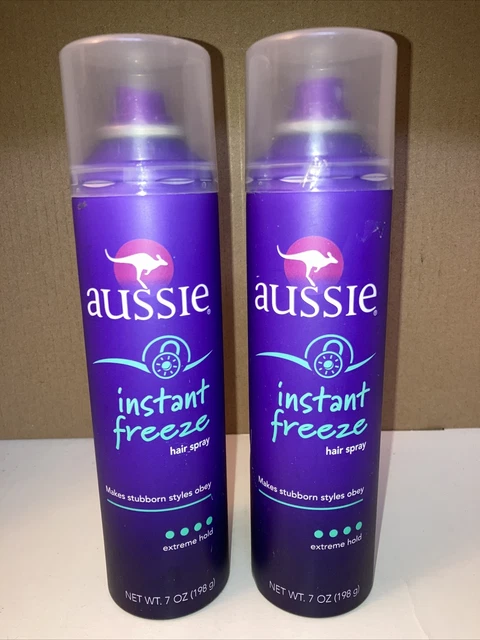 aussie®
instant
freeze
hair spray
Makes stubborn styles obey
extreme hold
NET WT. 7 OZ (198 g)
aussie®
instant
freeze
hair spray
Makes stubborn styles obey
extreme hold
NET WT. 7 OZ (198 g)